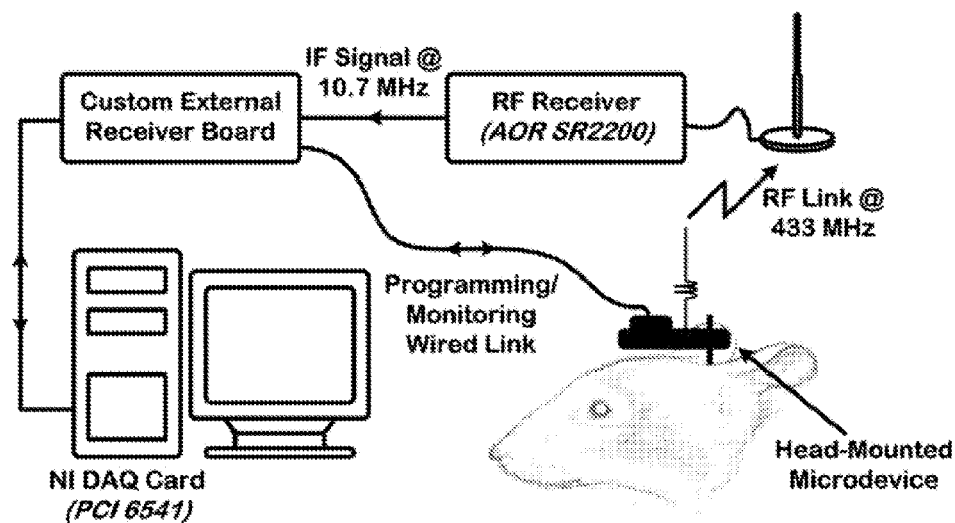 IF Signal @
10.7 MHz
Custom External
Receiver Board
RF Receiver
(AOR SR2200)
RF Link @
433 MHz
Programming/
Monitoring
Wired Link
Head-Mounted
Microdevice
NI DAQ Card
(PCI 6541)